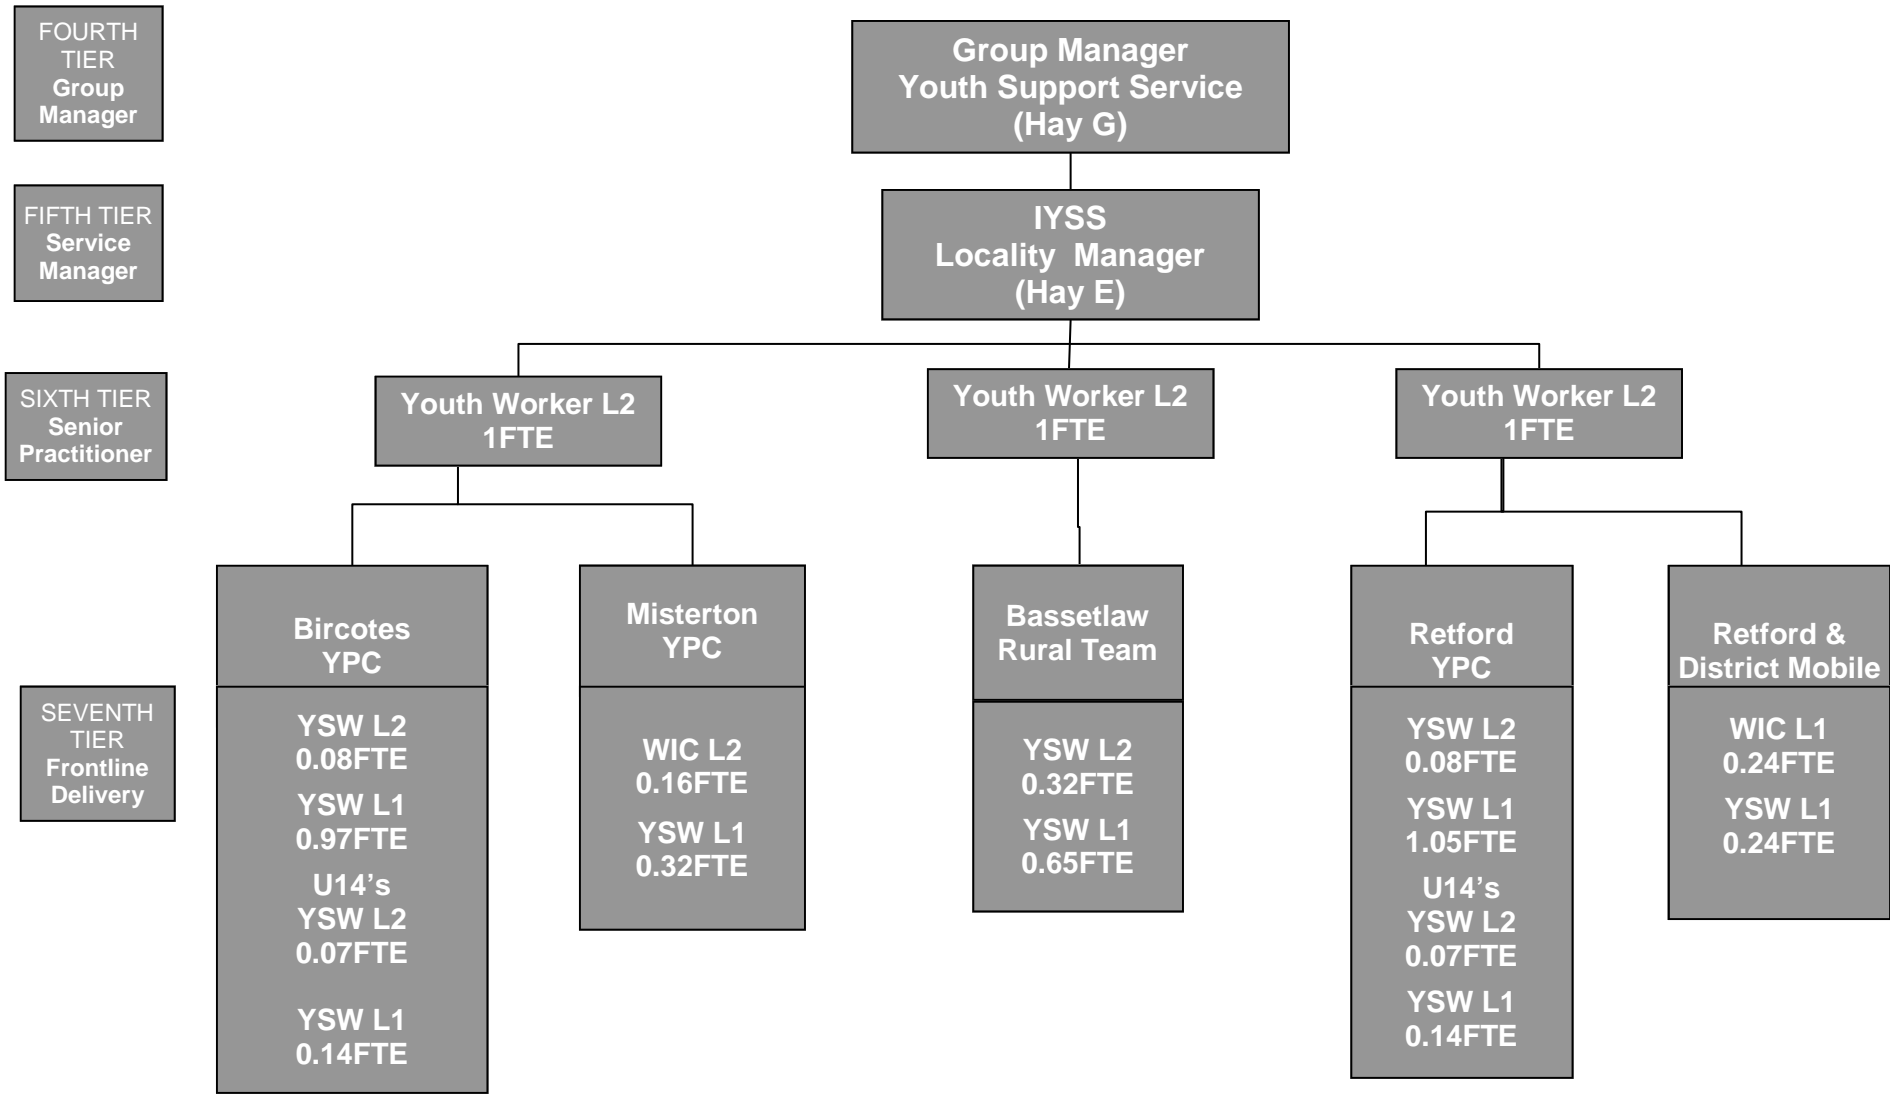 FOURTH
TIER
Group
Manager
Group Manager
Youth Support Service
(Hay G)
FIFTH TIER
Service
Manager
IYSS
Locality  Manager
(Hay E)
SIXTH TIER
Senior
Practitioner
Youth Worker L2
1FTE
Youth Worker L2
1FTE
Youth Worker L2
1FTE
Bircotes
YPC
Misterton
YPC
Bassetlaw
Rural Team
Retford
YPC
Retford &
District Mobile
SEVENTH
TIER
Frontline
Delivery
YSW L2
0.08FTE
YSW L1
0.97FTE
U14’s
YSW L2
0.07FTE
YSW L1
0.14FTE
WIC L2
0.16FTE
YSW L1
0.32FTE
YSW L2
0.32FTE
YSW L1
0.65FTE
YSW L2
0.08FTE
YSW L1
1.05FTE
U14’s
YSW L2
0.07FTE
YSW L1
0.14FTE
WIC L1
0.24FTE
YSW L1
0.24FTE